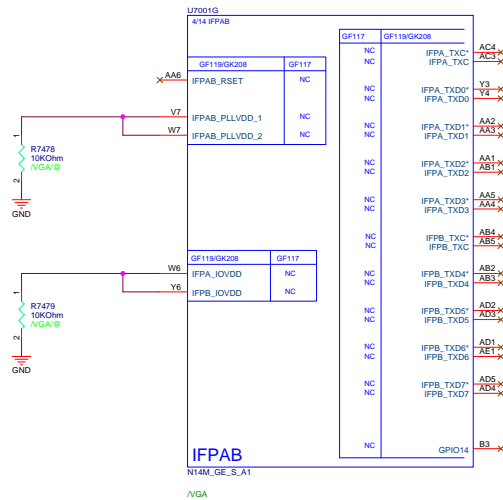 U7001G
4/14 IFPAB
GF117 GF119/GK208
NC IFPA_TXC* AC4
NC IFPA_TXC AC3
GF119/GK208 GF117
AA6 IFPAB_RSET NC
NC IFPA_TXD0* Y3
NC IFPA_TXD0 Y4
V7 IFPAB_PLLVDD_1 NC
W7 IFPAB_PLLVDD_2 NC
NC IFPA_TXD1* AA2
NC IFPA_TXD1 AA3
1
R7478
10KOhm
/VGA/@
2
GND
NC IFPA_TXD2* AA1
NC IFPA_TXD2 AB1
NC IFPA_TXD3* AA5
NC IFPA_TXD3 AA4
NC IFPB_TXC* AB4
NC IFPB_TXC AB5
GF119/GK208 GF117
W6 IFPA_IOVDD NC
Y6 IFPB_IOVDD NC
NC IFPB_TXD4* AB2
NC IFPB_TXD4 AB3
1
R7479
10KOhm
/VGA/@
2
GND
NC IFPB_TXD5* AD2
NC IFPB_TXD5 AD3
NC IFPB_TXD6* AD1
NC IFPB_TXD6 AE1
NC IFPB_TXD7* AD5
NC IFPB_TXD7 AD4
NC GPIO14 B3
IFPAB
N14M_GE_S_A1
/VGA